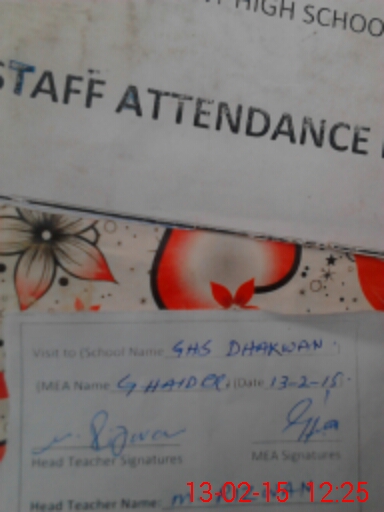 HIGH SCHOO
STAFF ATTENDANCE
Visit to (School Name GHS DHAKWAN
(MEA Name G HAIDER, (Date 13-2-15
Head Teacher Signatures MEA Signatures
Head Teacher Name:
13-02-15 12:25